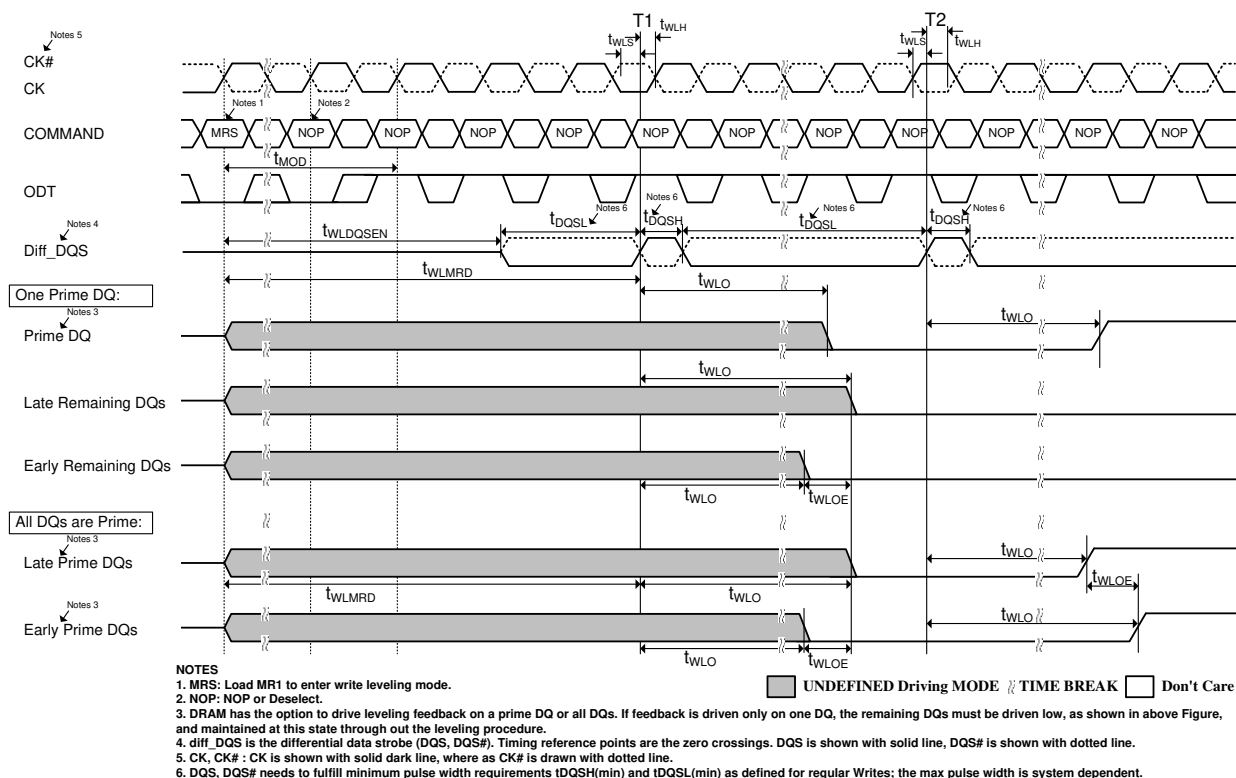 T1 T2
tWLS tWLH tWLS tWLH
Notes 5
CK#
CK
Notes 1 Notes 2
COMMAND MRS NOP NOP NOP NOP NOP NOP NOP NOP NOP NOP NOP
tMOD
ODT
Notes 6 Notes 6 Notes 6 Notes 6
tDQSL tDQSH tDQSL tDQSH
Notes 4
tWLDQSEN
Diff_DQS
tWLMRD
tWLO
One Prime DQ:
Notes 3
tWLO
Prime DQ
tWLO
Late Remaining DQs
Early Remaining DQs
tWLO tWLOE
All DQs are Prime:
Notes 3
tWLO
Late Prime DQs
tWLOE
tWLMRD tWLO
Notes 3
tWLO
Early Prime DQs
tWLO tWLOE
NOTES
1. MRS: Load MR1 to enter write leveling mode.
UNDEFINED Driving MODE TIME BREAK Don't Care
2. NOP: NOP or Deselect.
3. DRAM has the option to drive leveling feedback on a prime DQ or all DQs. If feedback is driven only on one DQ, the remaining DQs must be driven low, as shown in above Figure,
and maintained at this state through out the leveling procedure.
4. diff_DQS is the differential data strobe (DQS, DQS#). Timing reference points are the zero crossings. DQS is shown with solid line, DQS# is shown with dotted line.
5. CK, CK# : CK is shown with solid dark line, where as CK# is drawn with dotted line.
6. DQS, DQS# needs to fulfill minimum pulse width requirements tDQSH(min) and tDQSL(min) as defined for regular Writes; the max pulse width is system dependent.